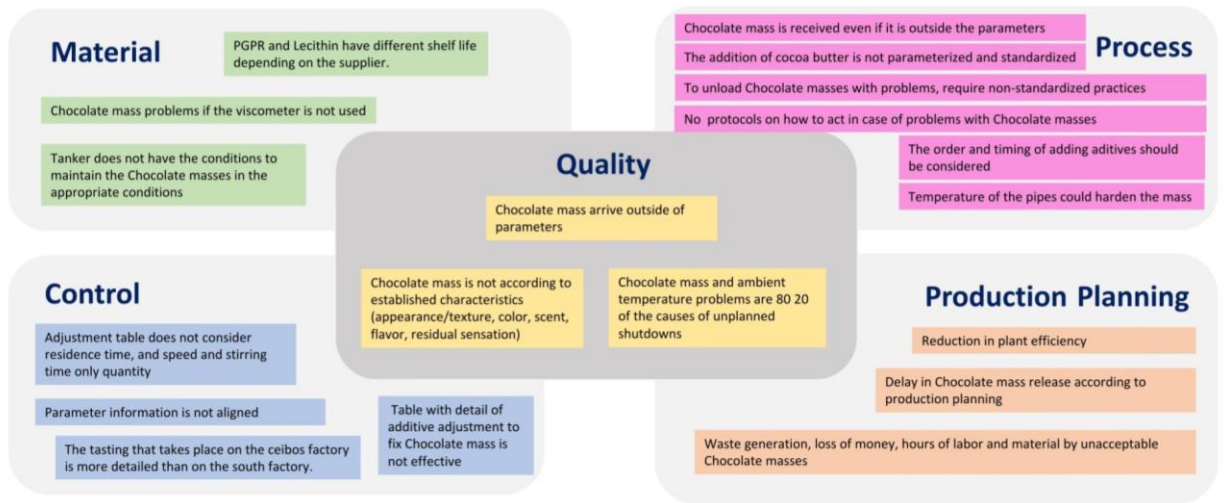 Material
PGPR and Lecithin have different shelf life
depending on the supplier.
Chocolate mass problems if the viscometer is not used
Tanker does not have the conditions to
maintain the Chocolate masses in the
appropriate conditions
Process
Chocolate mass is received even if it is outside the parameters
The addition of cocoa butter is not parameterized and standardized
To unload Chocolate masses with problems, require non-standardized practices
No protocols on how to act in case of problems with Chocolate masses
The order and timing of adding aditives should
be considered
Temperature of the pipes could harden the mass
Quality
Chocolate mass arrive outside of
parameters
Chocolate mass is not according to
established characteristics
(appearance/texture, color, scent,
flavor, residual sensation)
Chocolate mass and ambient
temperature problems are 80 20
of the causes of unplanned
shutdowns
Control
Adjustment table does not consider
residence time, and speed and stirring
time only quantity
Parameter information is not aligned
The tasting that takes place on the ceibos factory
is more detailed than on the south factory.
Table with detail of
additive adjustment to
fix Chocolate mass is
not effective
Production Planning
Reduction in plant efficiency
Delay in Chocolate mass release according to
production planning
Waste generation, loss of money, hours of labor and material by unacceptable
Chocolate masses